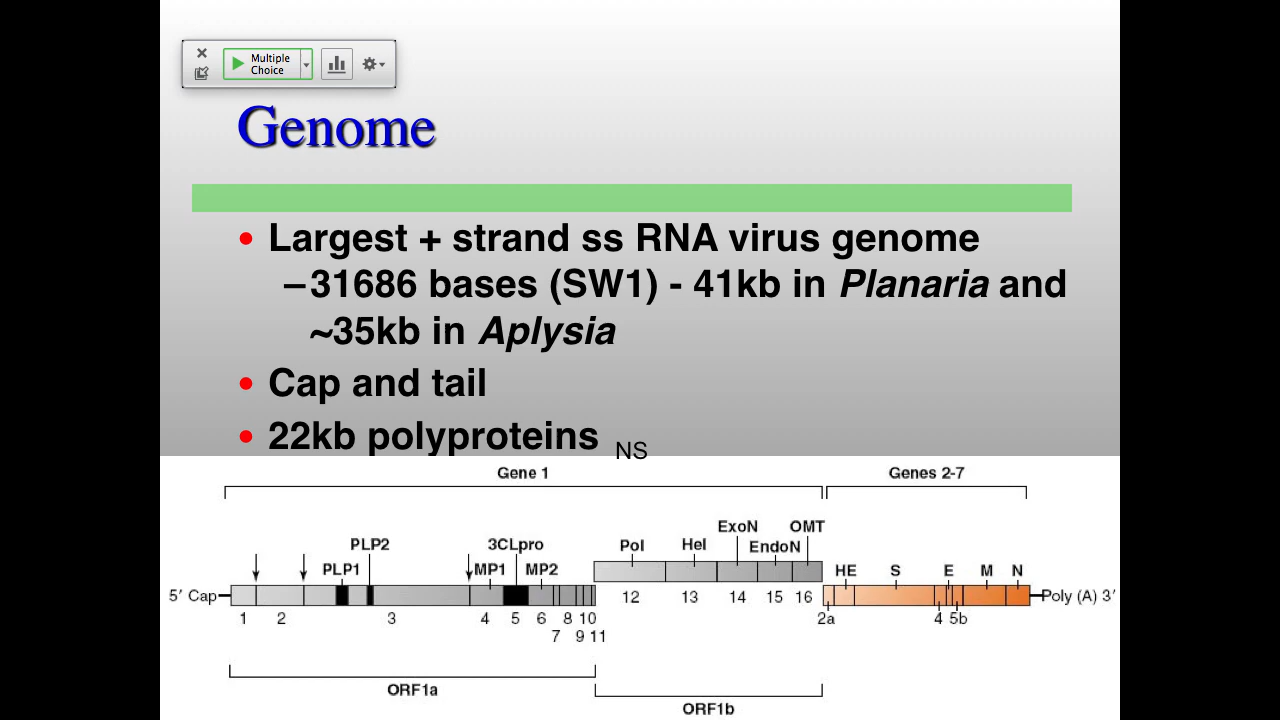 Multiple
Choice
Genome
• Largest + strand ss RNA virus genome
–31686 bases (SW1) - 41kb in Planaria and
~35kb in Aplysia
• Cap and tail
• 22kb polyproteins NS
Gene 1 Genes 2-7
ExoN OMT
PLP2 3CLpro Pol Hel EndoN
PLP1 MP1 MP2 HE S E M N
5′ Cap Poly (A) 3′
12 13 14 15 16
1 2 3 4 5 6 8 10 2a 4 5b
7 9 11
ORF1a
ORF1b